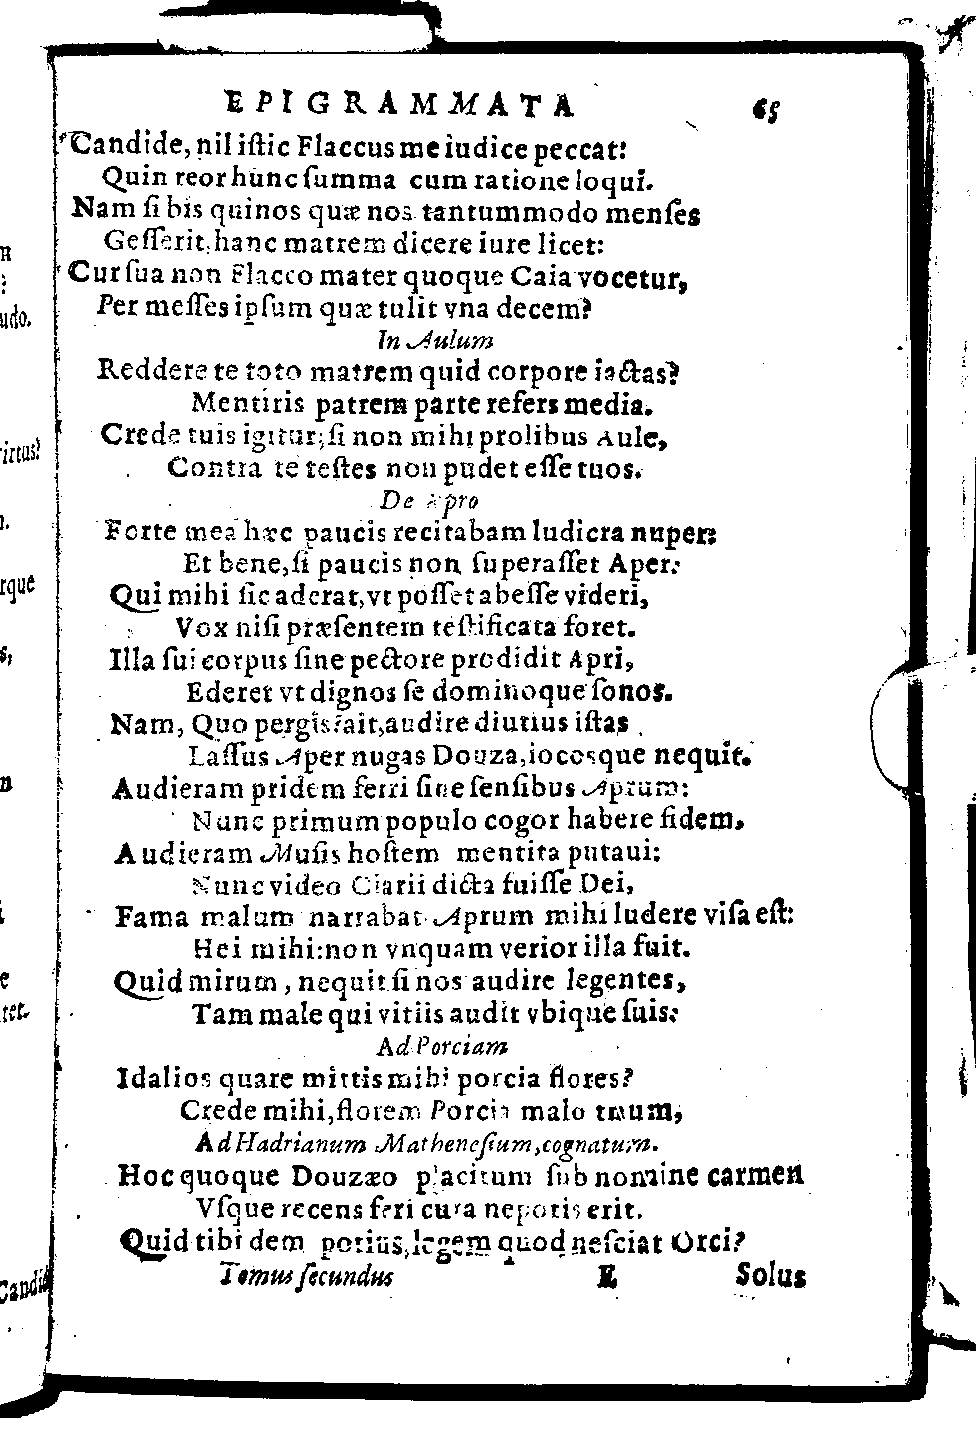 EPIGRAMMATA 65
Candide, nil iſtic Flaccus me iudice peccat:
Quin reor hunc ſumma cum ratione loqui.
Nam ſi bis quinos quæ nos tantummodo menſes
Geſſerit, hanc matrem dicere iure licet:
Cur ſua non Flacco mater quoque Caia vocetur,
Per meſſes ipſum quæ tulit vna decem?
In Aulum
Reddere te toto matrem quid corpore iactas?
Mentiris patrem parte refers media.
Crede tuis igitur, ſi non mihi prolibus Aule,
Contra te teſtes non pudet eſſe tuos.
De Apro
Forte mea hæc paucis recitabam ludicra nuper:
Et bene, ſi paucis non ſuperaſſet Aper:
Qui mihi ſic aderat, vt poſſet abeſſe videri,
Vox niſi præſentem teſtificata foret.
Illa ſui corpus ſine pectore prodidit Apri,
Ederet vt dignos ſe dominoque ſonos.
Nam, Quo pergis? ait, audire diutius iſtas
Laſſus Aper nugas Douza, iocosque nequit.
Audieram pridem ferri ſine ſenſibus Aprum:
Nunc primum populo cogor habere fidem,
Audieram Muſis hoſtem mentita putaui:
Nunc video Clarii dicta fuiſſe Dei,
Fama malum narrabat Aprum mihi ludere viſa eſt:
Hei mihi: non vnquam verior illa fuit.
Quid mirum, nequit ſi nos audire legentes,
Tam male qui vitiis audit vbique ſuis?
Ad Porciam
Idalios quare mittis mihi porcia flores?
Crede mihi, florem Porcia malo tuum,
Ad Hadrianum Matheneſium, cognatum.
Hoc quoque Douzæo placitum ſub nomine carmen
Vſque recens feri cura nepotis erit.
Quid tibi dem potius, legem quod neſciat Orci?
Tomus ſecundus E Solus